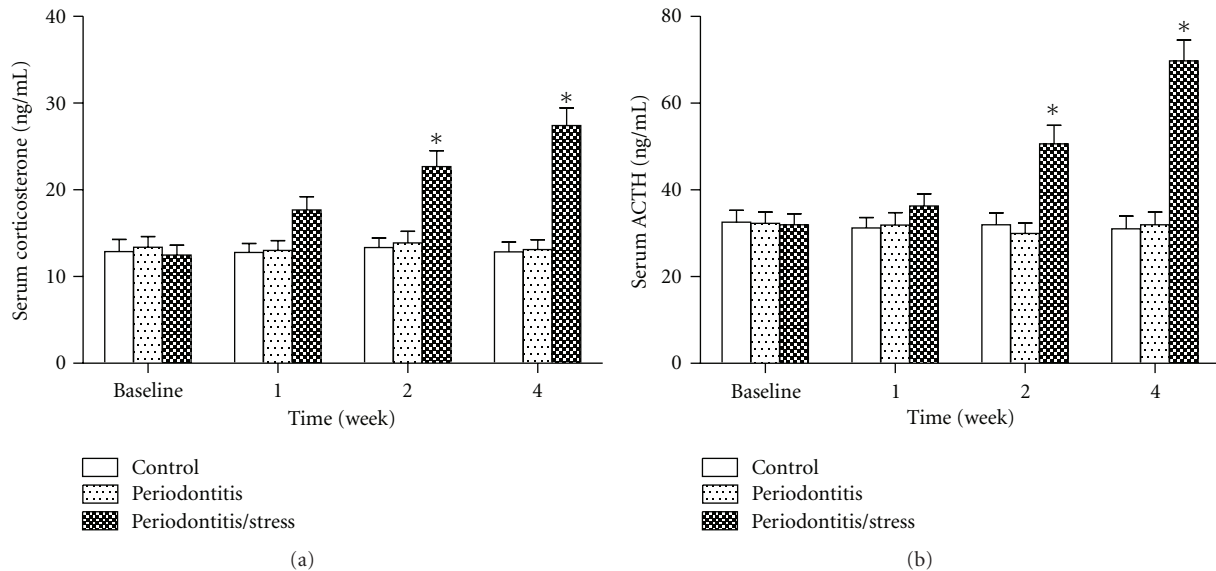 40
30
20
10
0
Serum corticosterone (ng/mL)
*
*
Baseline
1
2
4
Time (week)
Control
Periodontitis
Periodontitis/stress
(a)
80
60
40
20
0
Serum ACTH (ng/mL)
*
*
Baseline
1
2
4
Time (week)
Control
Periodontitis
Periodontitis/stress
(b)